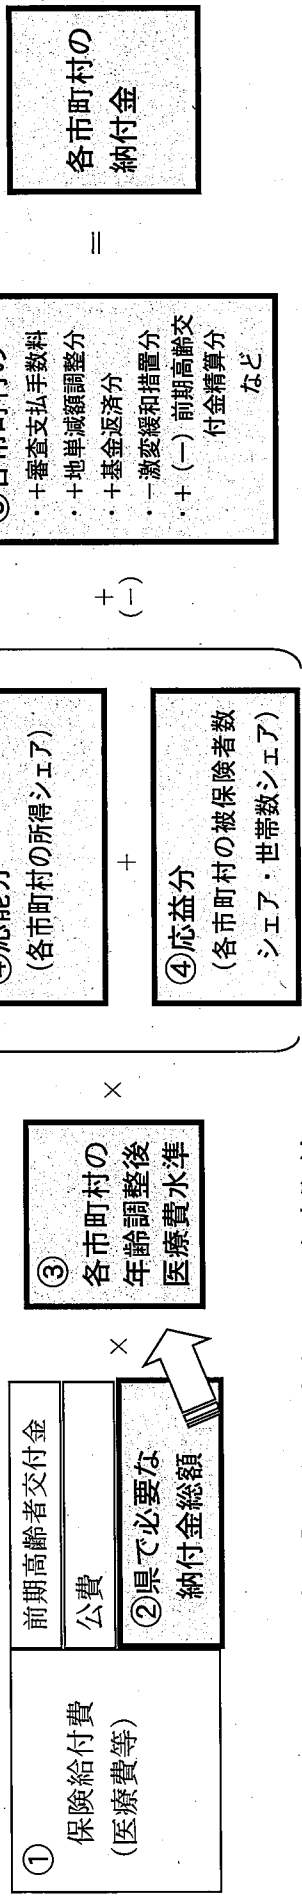 ①
保険給付費
(医療費等)
前期高齢者交付金
公費
②県で必要な
納付金総額
×
③
各市町村の
年齢調整後
医療費水準
×
(各市町村の所得シェア)
+
④応益分
(各市町村の被保険者数
シェア・世帯数シェア)
+
(-)
・+審査支払手数料
・+地単減額調整分
・+基金返済分
・-激変緩和措置分
・+(-)前期高齢交
付金精算分
など
=
各市町村の
納付金